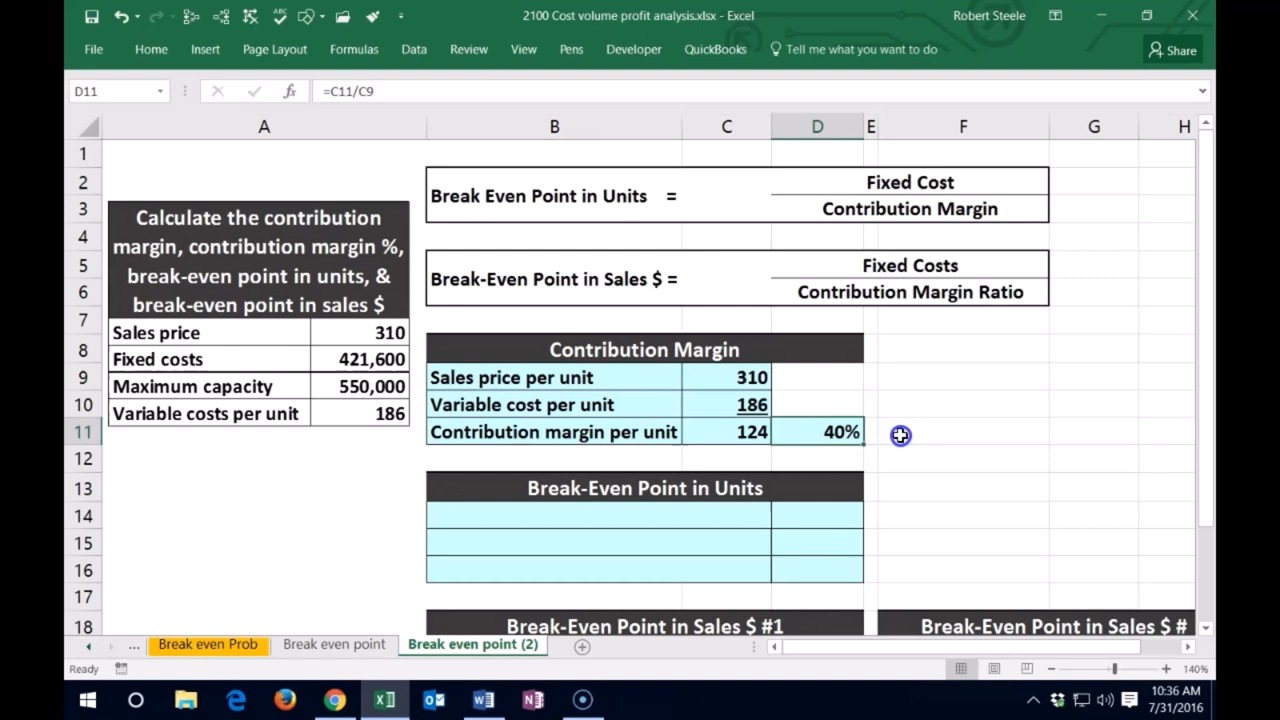 2100 Cost volume profit analysis.xlsx - Excel
Robert Steele
File Home Insert Page Layout Formulas Data Review View Pens Developer QuickBooks Tell me what you want to do Share
D11 fx =C11/C9
A B C D E F G H
1
2 Break Even Point in Units = Fixed Cost
3 Contribution Margin
4 Calculate the contribution
margin, contribution margin %,
break-even point in units, &
break-even point in sales $
5 Break-Even Point in Sales $ = Fixed Costs
6 Contribution Margin Ratio
7 Sales price 310
8 Fixed costs 421,600 Contribution Margin
9 Maximum capacity 550,000 Sales price per unit 310
10 Variable costs per unit 186 Variable cost per unit 186
11 Contribution margin per unit 124 40%
12
13 Break-Even Point in Units
14
15
16
17
18 Break-Even Point in Sales $ #1 Break-Even Point in Sales $ #
... Break even Prob Break even point Break even point (2)
Ready 140%
10:36 AM
7/31/2016